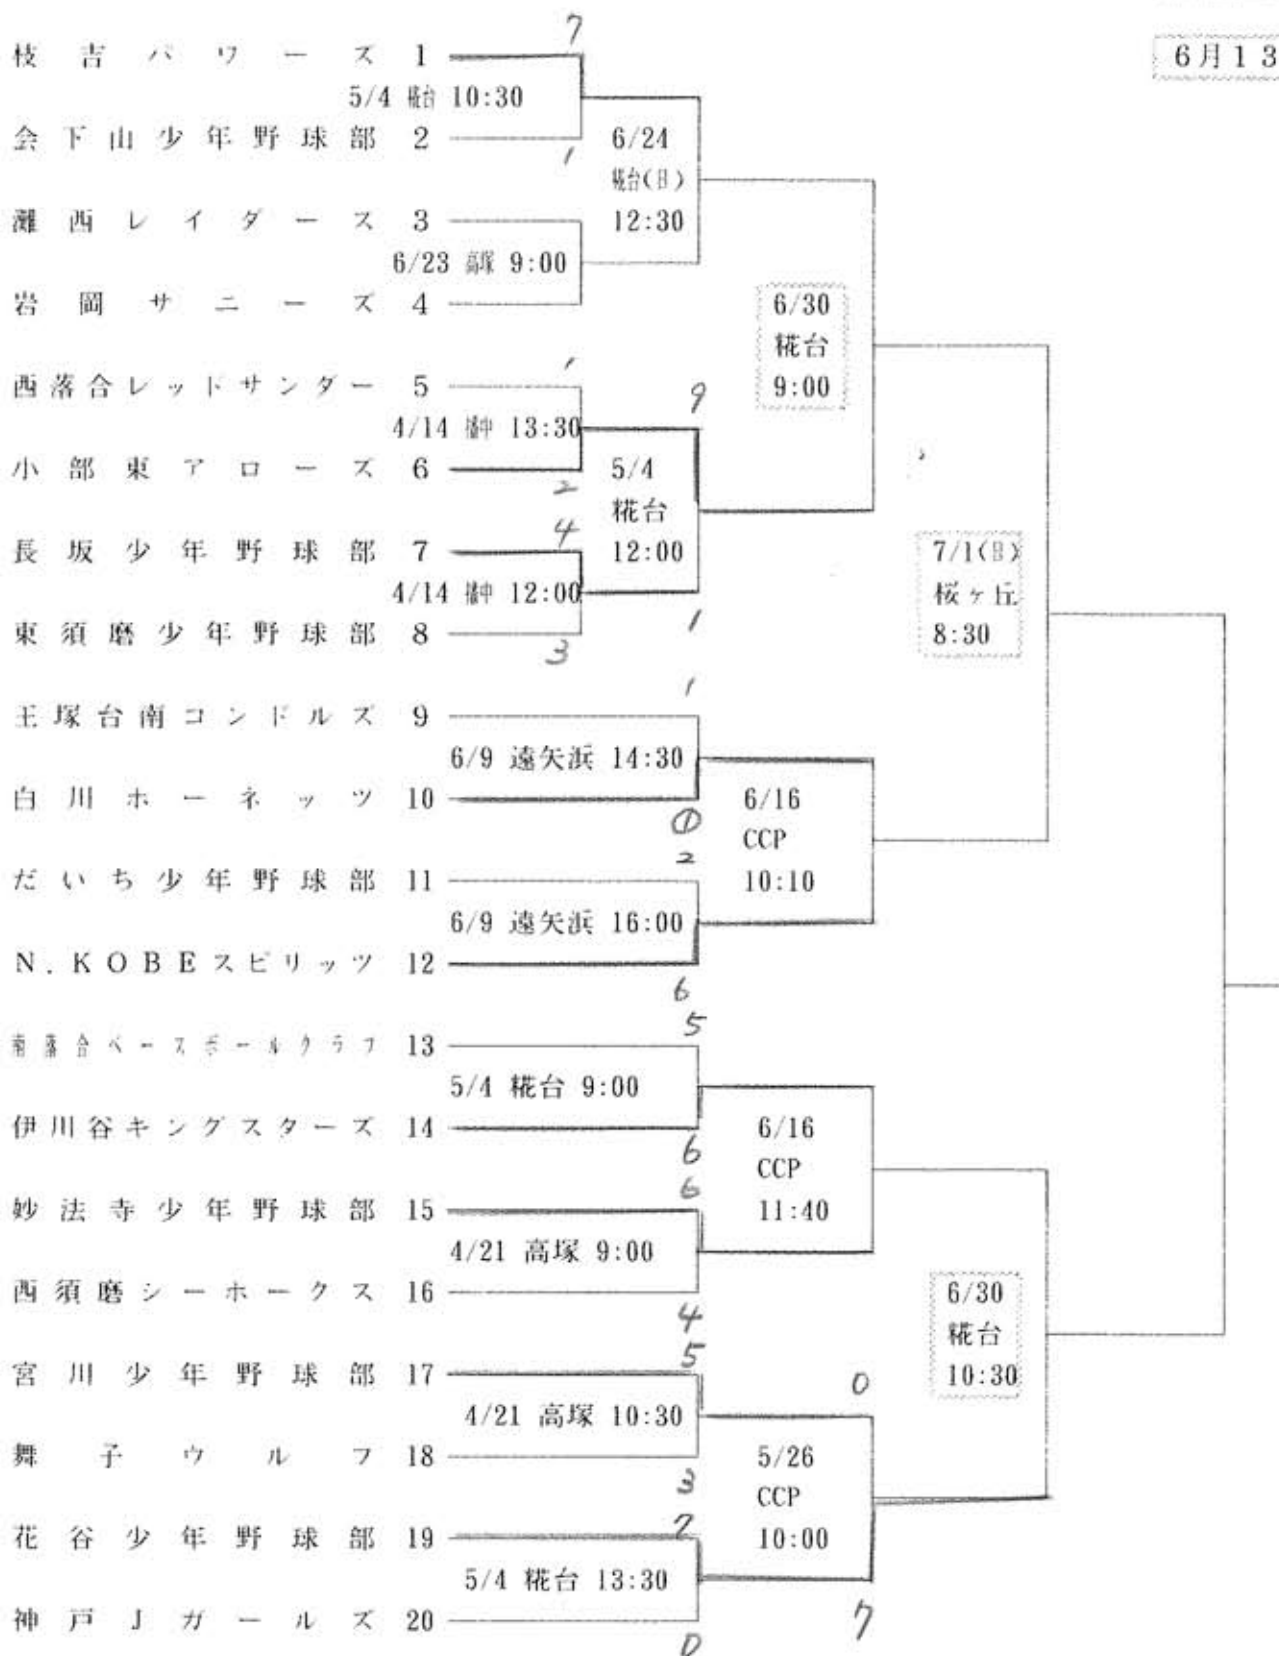 6月13
7
枝吉パワーズ 1
5/4 糀台 10:30
会下山少年野球部 2
1
6/24
糀台(日)
12:30
灘西レイダース 3
6/23 高塚 9:00
岩岡サニーズ 4
6/30
糀台
9:00
1
西落合レッドサンダー 5
9
4/14 13:30
小部東アローズ 6
2
5/4
糀台
12:00
4
長坂少年野球部 7
4/14 12:00
東須磨少年野球部 8
3
1
7/1(日)
桜ヶ丘
8:30
1
王塚台南コンドルズ 9
6/9 遠矢浜 14:30
白川ホーネッツ 10
①
6/16
CCP
10:10
2
だいち少年野球部 11
6/9 遠矢浜 16:00
N.KOBEスピリッツ 12
6
5
南落合ベースボールクラブ 13
5/4 糀台 9:00
伊川谷キングスターズ 14
6
6/16
CCP
11:40
6
妙法寺少年野球部 15
4/21 高塚 9:00
西須磨シーホークス 16
4
6/30
糀台
10:30
5
宮川少年野球部 17
0
4/21 高塚 10:30
舞子ウルフ 18
3
5/26
CCP
10:00
7
花谷少年野球部 19
5/4 糀台 13:30
神戸Jガールズ 20
0
7